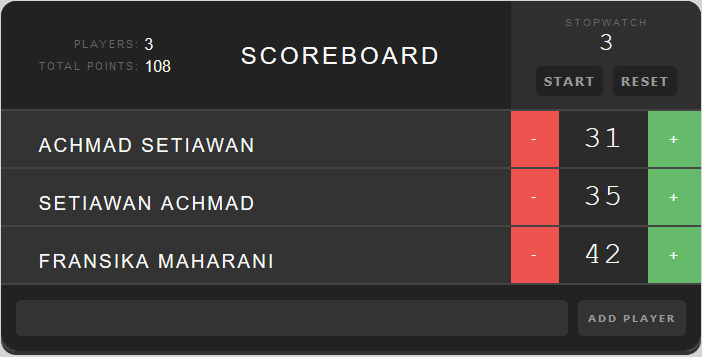 PLAYERS: 3
TOTAL POINTS: 108
SCOREBOARD
STOPWATCH
3
START RESET
ACHMAD SETIAWAN - 31 +
SETIAWAN ACHMAD - 35 +
FRANSIKA MAHARANI - 42 +
ADD PLAYER